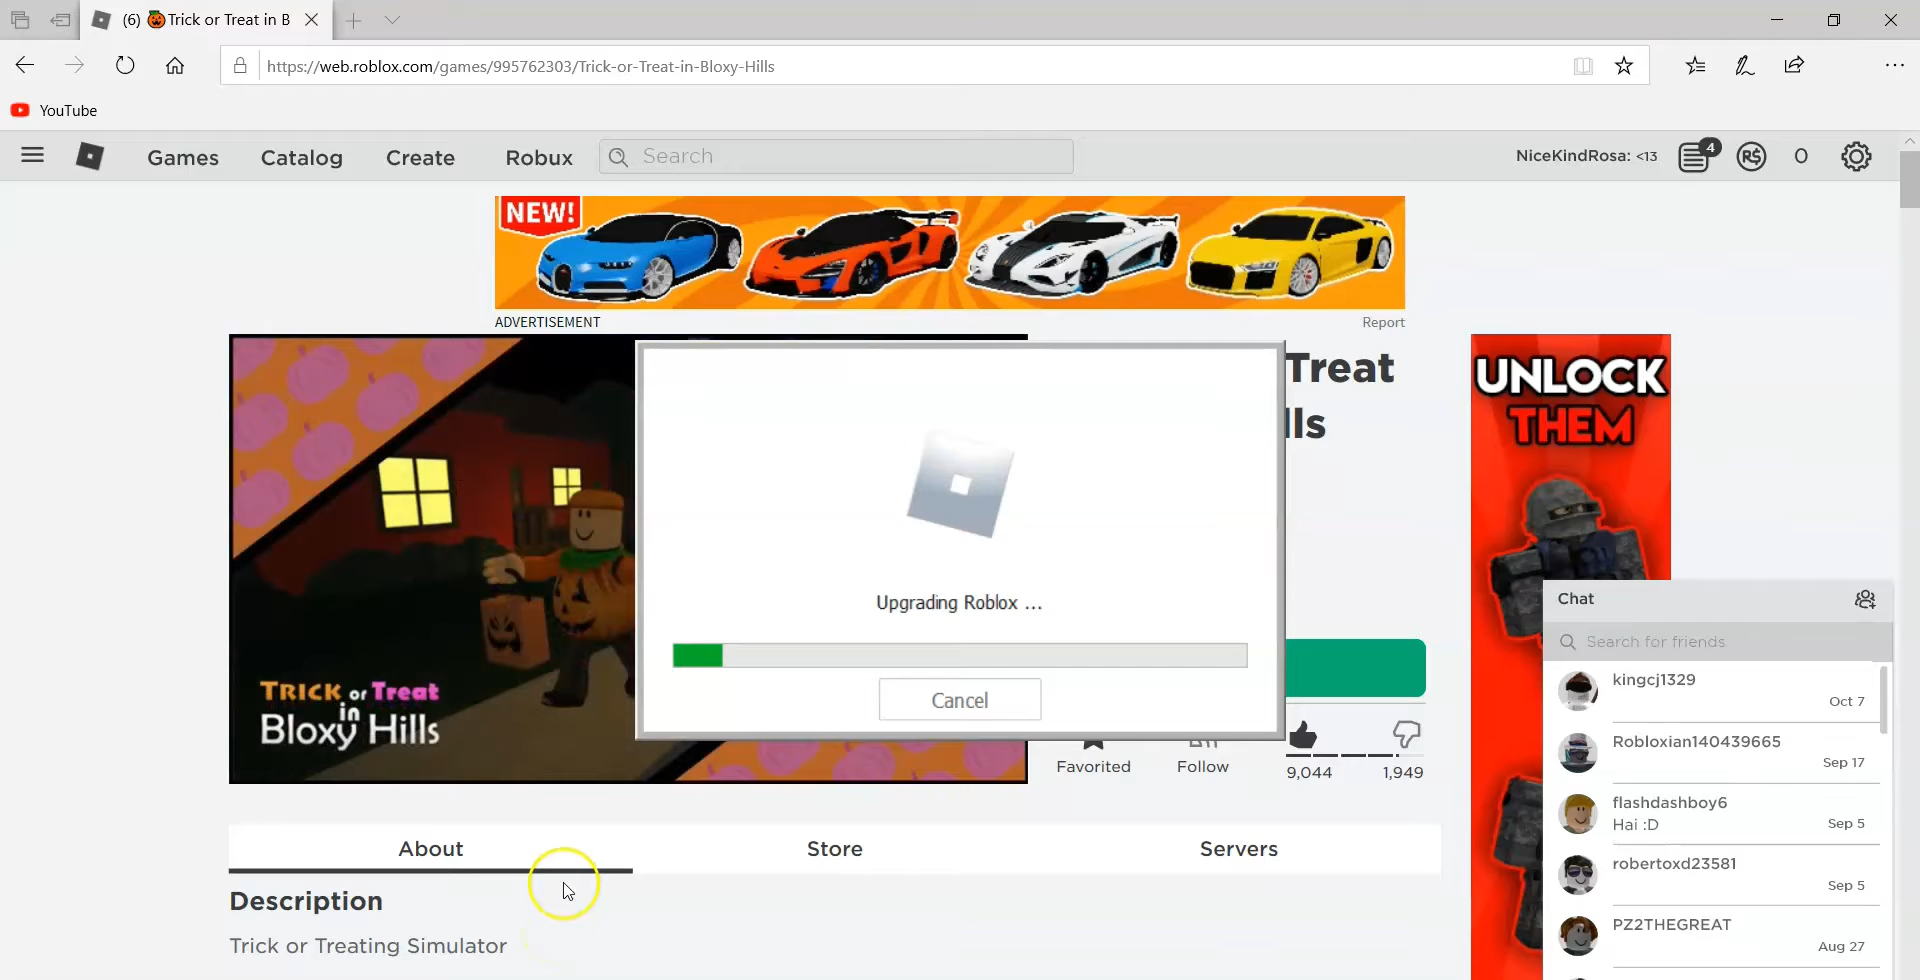 (6) 🎃Trick or Treat in B
https://web.roblox.com/games/995762303/Trick-or-Treat-in-Bloxy-Hills
YouTube
Games
Catalog
Create
Robux
Search
NiceKindRosa: <13
4
R$
0
NEW!
ADVERTISEMENT
Report
Treat
lls
TRICK or Treat
in
Bloxy Hills
Upgrading Roblox ...
Cancel
Favorited
Follow
9,044
1,949
UNLOCK
THEM
Chat
Search for friends
kingcj1329
Oct 7
Robloxian140439665
Sep 17
flashdashboy6
Hai :D
Sep 5
robertoxd23581
Sep 5
PZ2THEGREAT
Aug 27
About
Store
Servers
Description
Trick or Treating Simulator